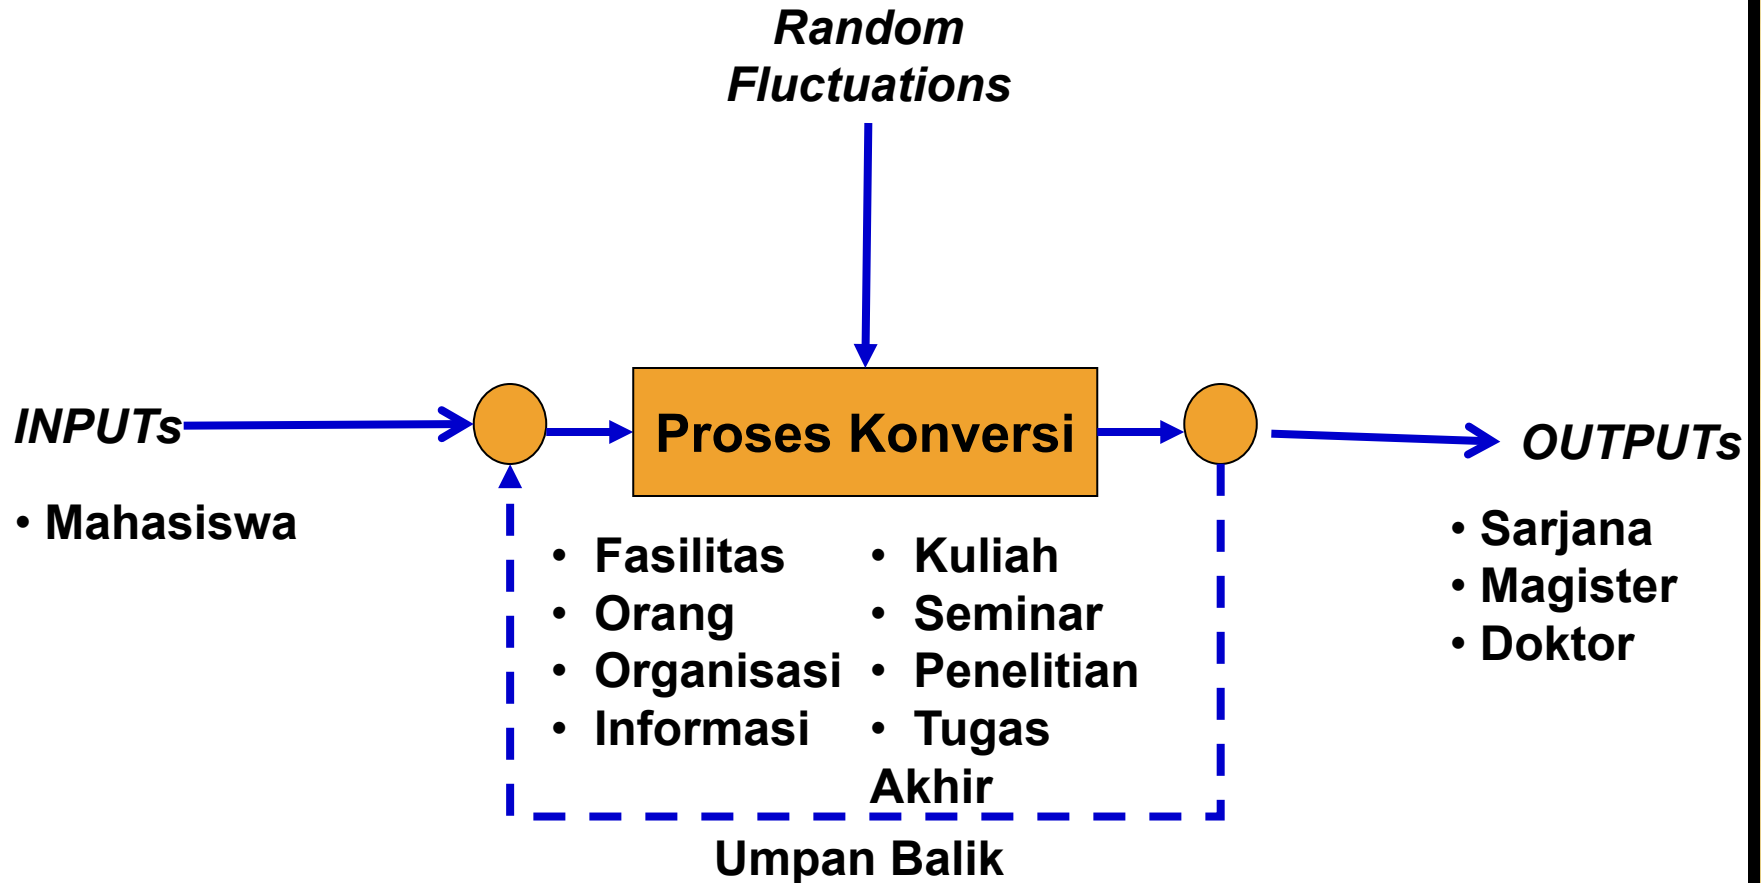 Random
Fluctuations
INPUTs
• Mahasiswa
Proses Konversi
• Fasilitas
• Orang
• Organisasi
• Informasi
• Kuliah
• Seminar
• Penelitian
• Tugas
Akhir
Umpan Balik
OUTPUTs
• Sarjana
• Magister
• Doktor